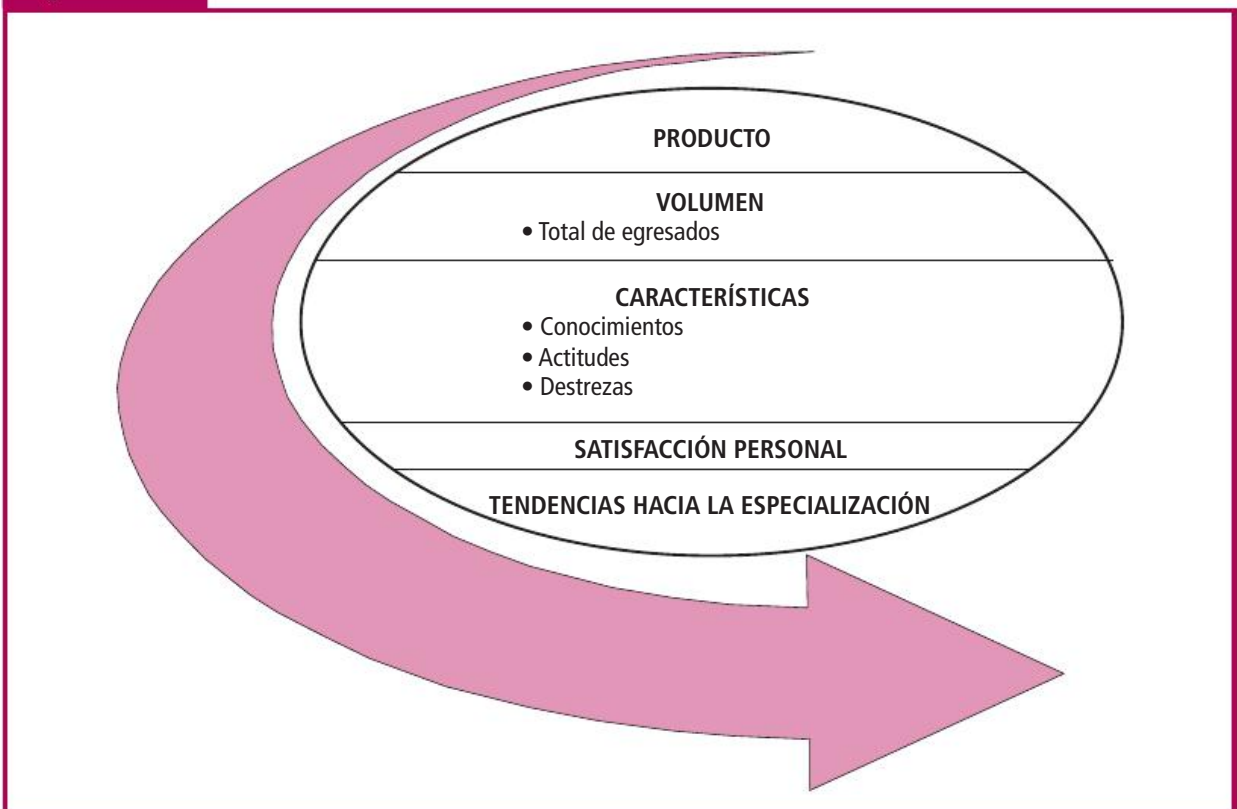 PRODUCTO
VOLUMEN
• Total de egresados
CARACTERÍSTICAS
• Conocimientos
• Actitudes
• Destrezas
SATISFACCIÓN PERSONAL
TENDENCIAS HACIA LA ESPECIALIZACIÓN